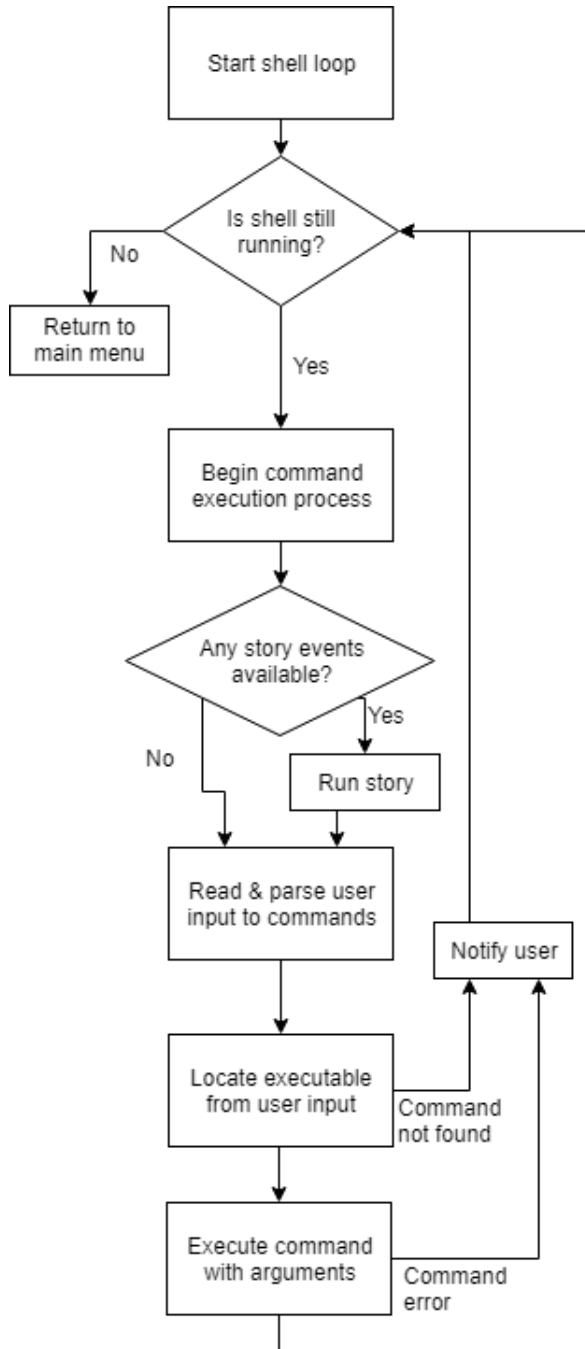 Start shell loop
Is shell still
running?
No
Return to
main menu
Yes
Begin command
execution process
Any story events
available?
Yes
No
Run story
Read & parse user
input to commands
Notify user
Locate executable
from user input
Command
not found
Execute command
with arguments
Command
error